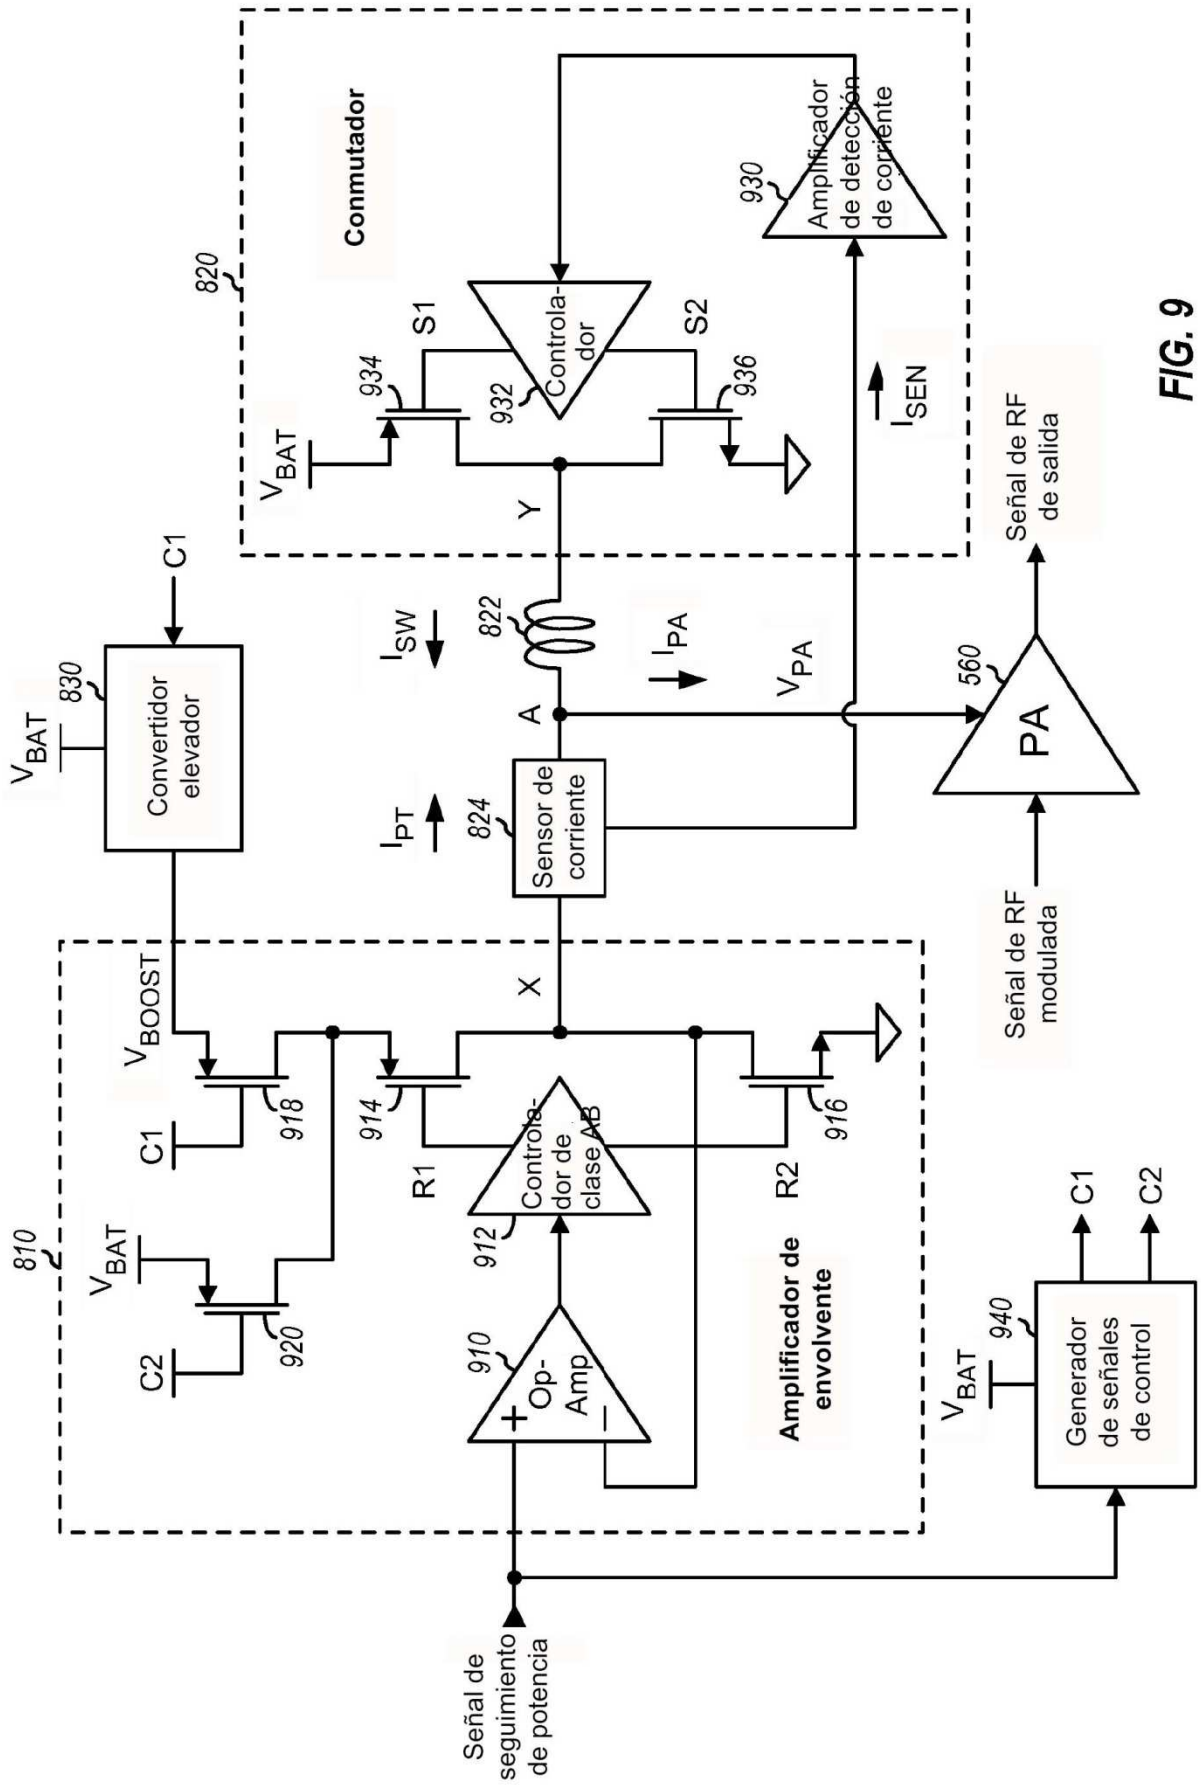 810
C2
V_BAT
920
C1
V_BOOST
918
V_BAT
830
Convertidor
elevador
C1
914
R1
I_PT
I_SW
820
V_BAT
934
S1
Conmutador
Señal de
seguimiento
de potencia
910
+
Op-
Amp
−
912
Controla-
dor de
clase AB
X
824
Sensor de
corriente
A
822
Y
932
Controla-
dor
R2
916
I_PA
936
S2
Amplificador de
envolvente
V_PA
930
Amplificador
de detección
de corriente
I_SEN
V_BAT
940
Generador
de señales
de control
C1
C2
Señal de RF
modulada
PA
560
Señal de RF
de salida
FIG. 9